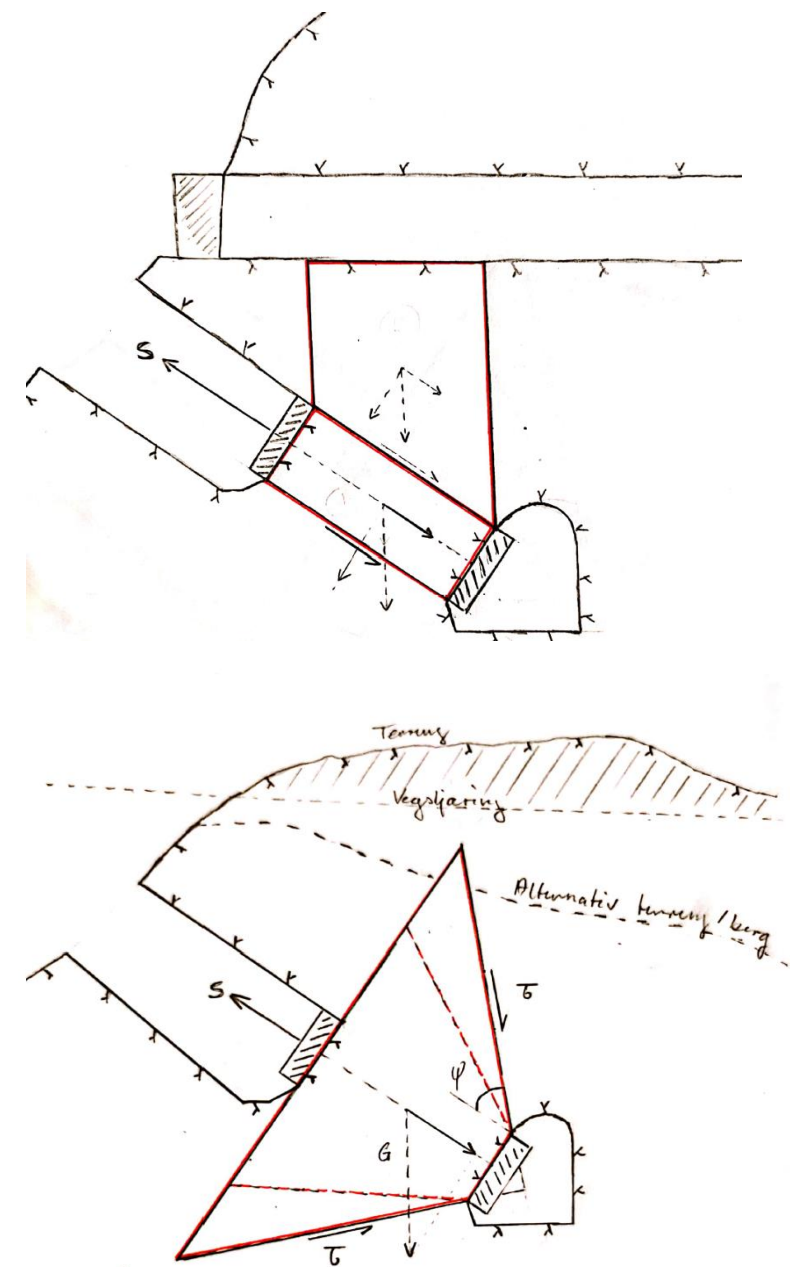 S
Terreng
Vegskjæring
Alternativ terreng/berg
S
τ
φ
G
τ